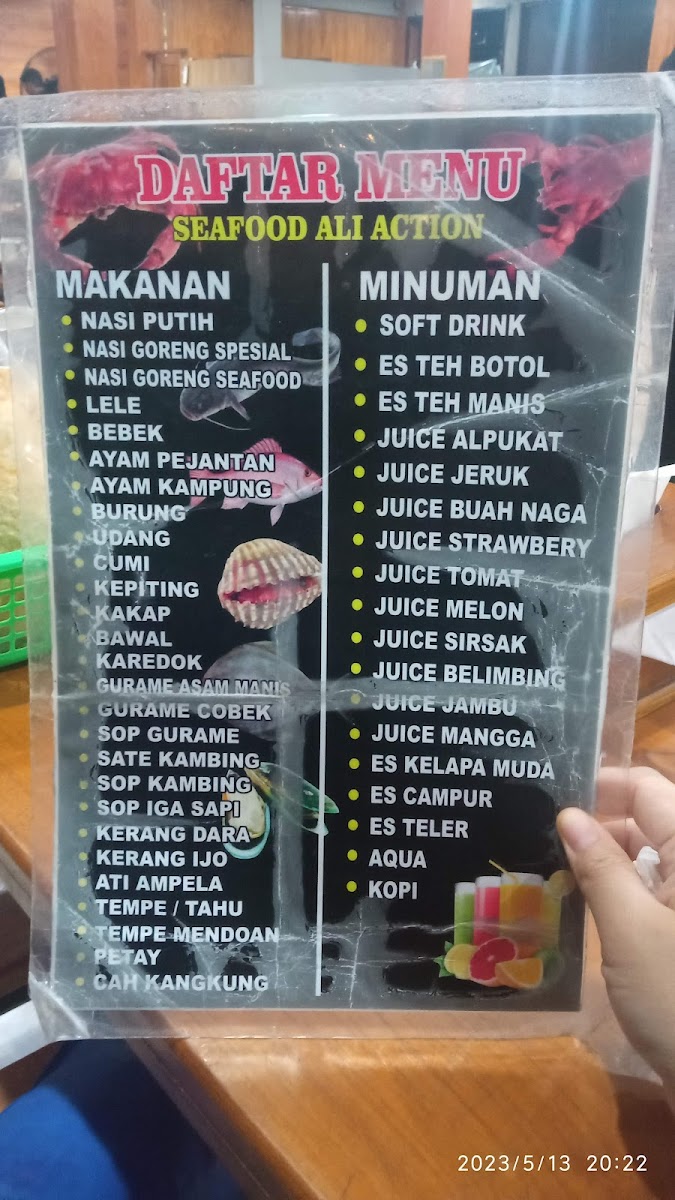 DAFTAR MENU
SEAFOOD ALI ACTION
MAKANAN
NASI PUTIH
NASI GORENG SPESIAL
NASI GORENG SEAFOOD
LELE
BEBEK
AYAM PEJANTAN
AYAM KAMPUNG
BURUNG
UDANG
CUMI
KEPITING
KAKAP
BAWAL
KAREDOK
GURAME ASAM MANIS
GURAME COBEK
SOP GURAME
SATE KAMBING
SOP KAMBING
SOP IGA SAPI
KERANG DARA
KERANG IJO
ATI AMPELA
TEMPE / TAHU
TEMPE MENDOAN
PETAY
CAH KANGKUNG
MINUMAN
SOFT DRINK
ES TEH BOTOL
ES TEH MANIS
JUICE ALPUKAT
JUICE JERUK
JUICE BUAH NAGA
JUICE STRAWBERY
JUICE TOMAT
JUICE MELON
JUICE SIRSAK
JUICE BELIMBING
JUICE JAMBU
JUICE MANGGA
ES KELAPA MUDA
ES CAMPUR
ES TELER
AQUA
KOPI
2023/5/13 20:22